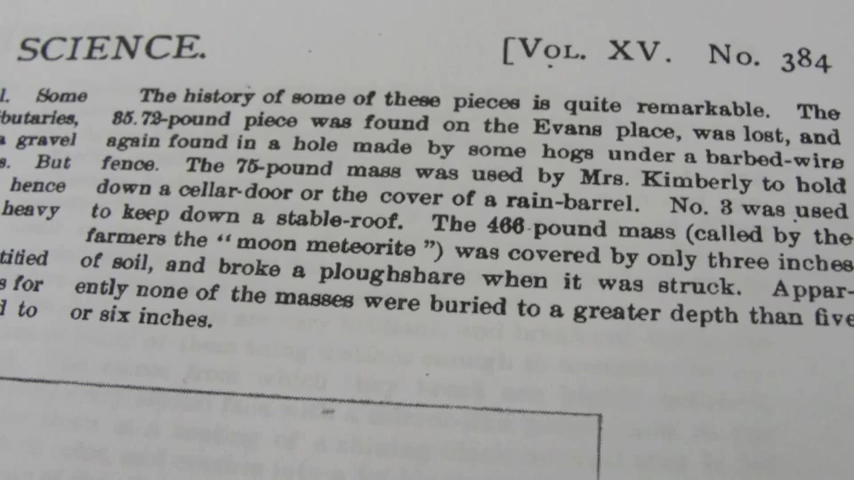 SCIENCE.
[VOL. XV. No. 384
l. Some
butaries,
a gravel
s. But
hence
heavy
tified
s for
d to
The history of some of these pieces is quite remarkable. The
85.72-pound piece was found on the Evans place, was lost, and
again found in a hole made by some hogs under a barbed-wire
fence. The 75-pound mass was used by Mrs. Kimberly to hold
down a cellar-door or the cover of a rain-barrel. No. 3 was used
to keep down a stable-roof. The 466-pound mass (called by the
farmers the “moon meteorite”) was covered by only three inches
of soil, and broke a ploughshare when it was struck. Appar-
ently none of the masses were buried to a greater depth than five
or six inches.